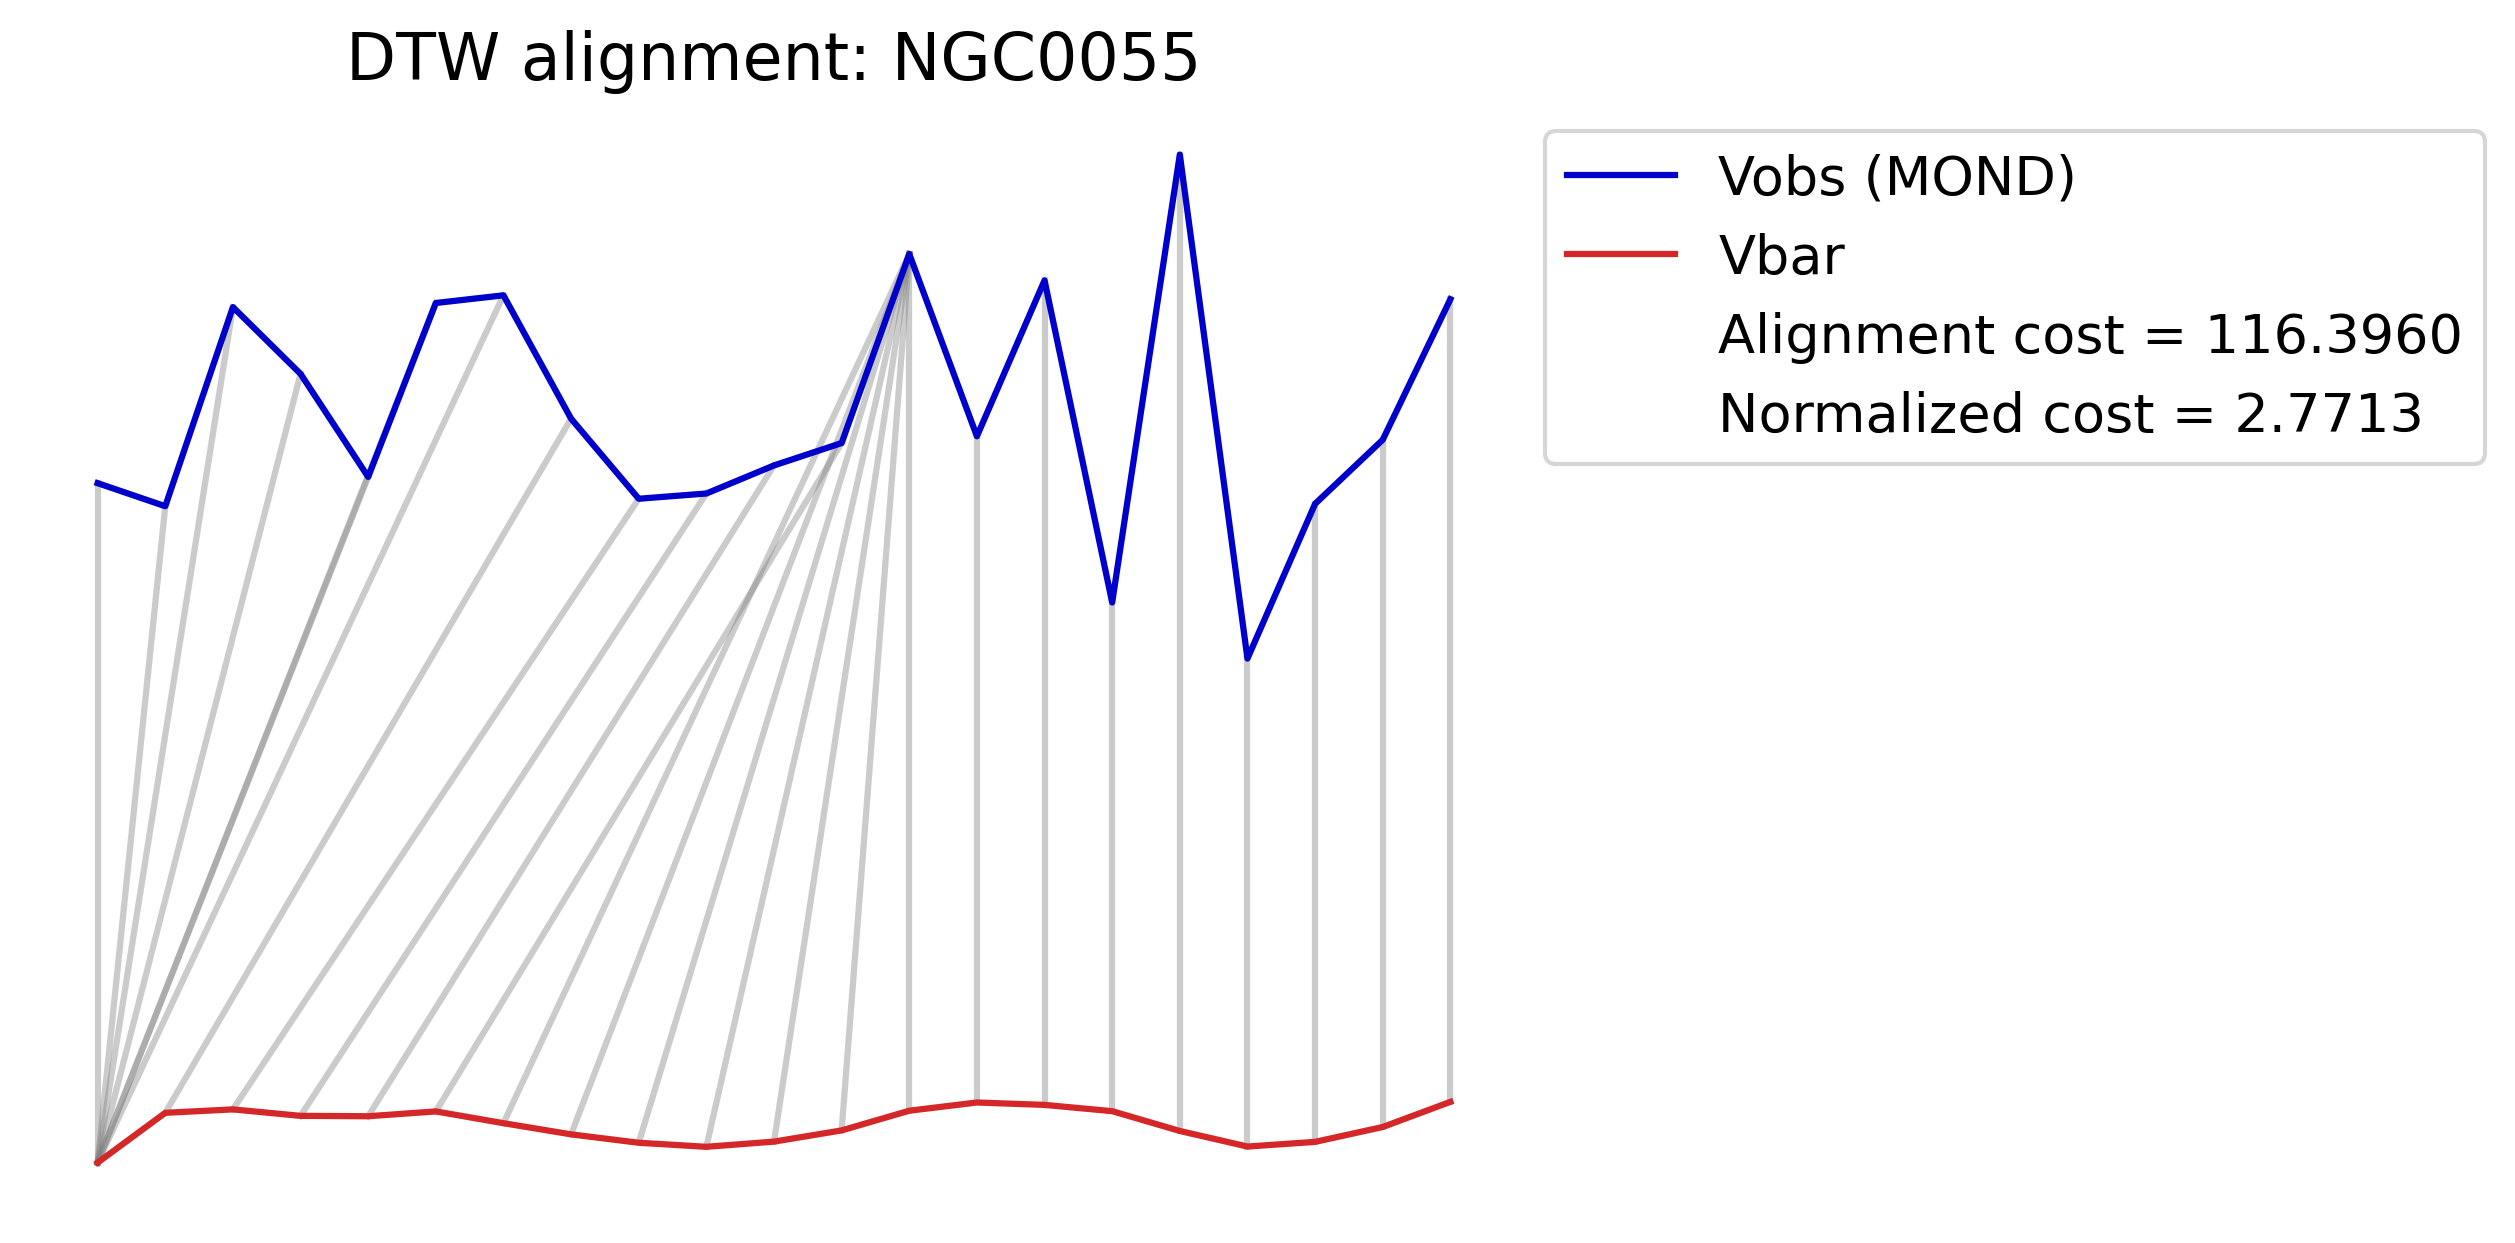 DTW alignment: NGC0055
Vobs (MOND)
Vbar
Alignment cost = 116.3960
Normalized cost = 2.7713